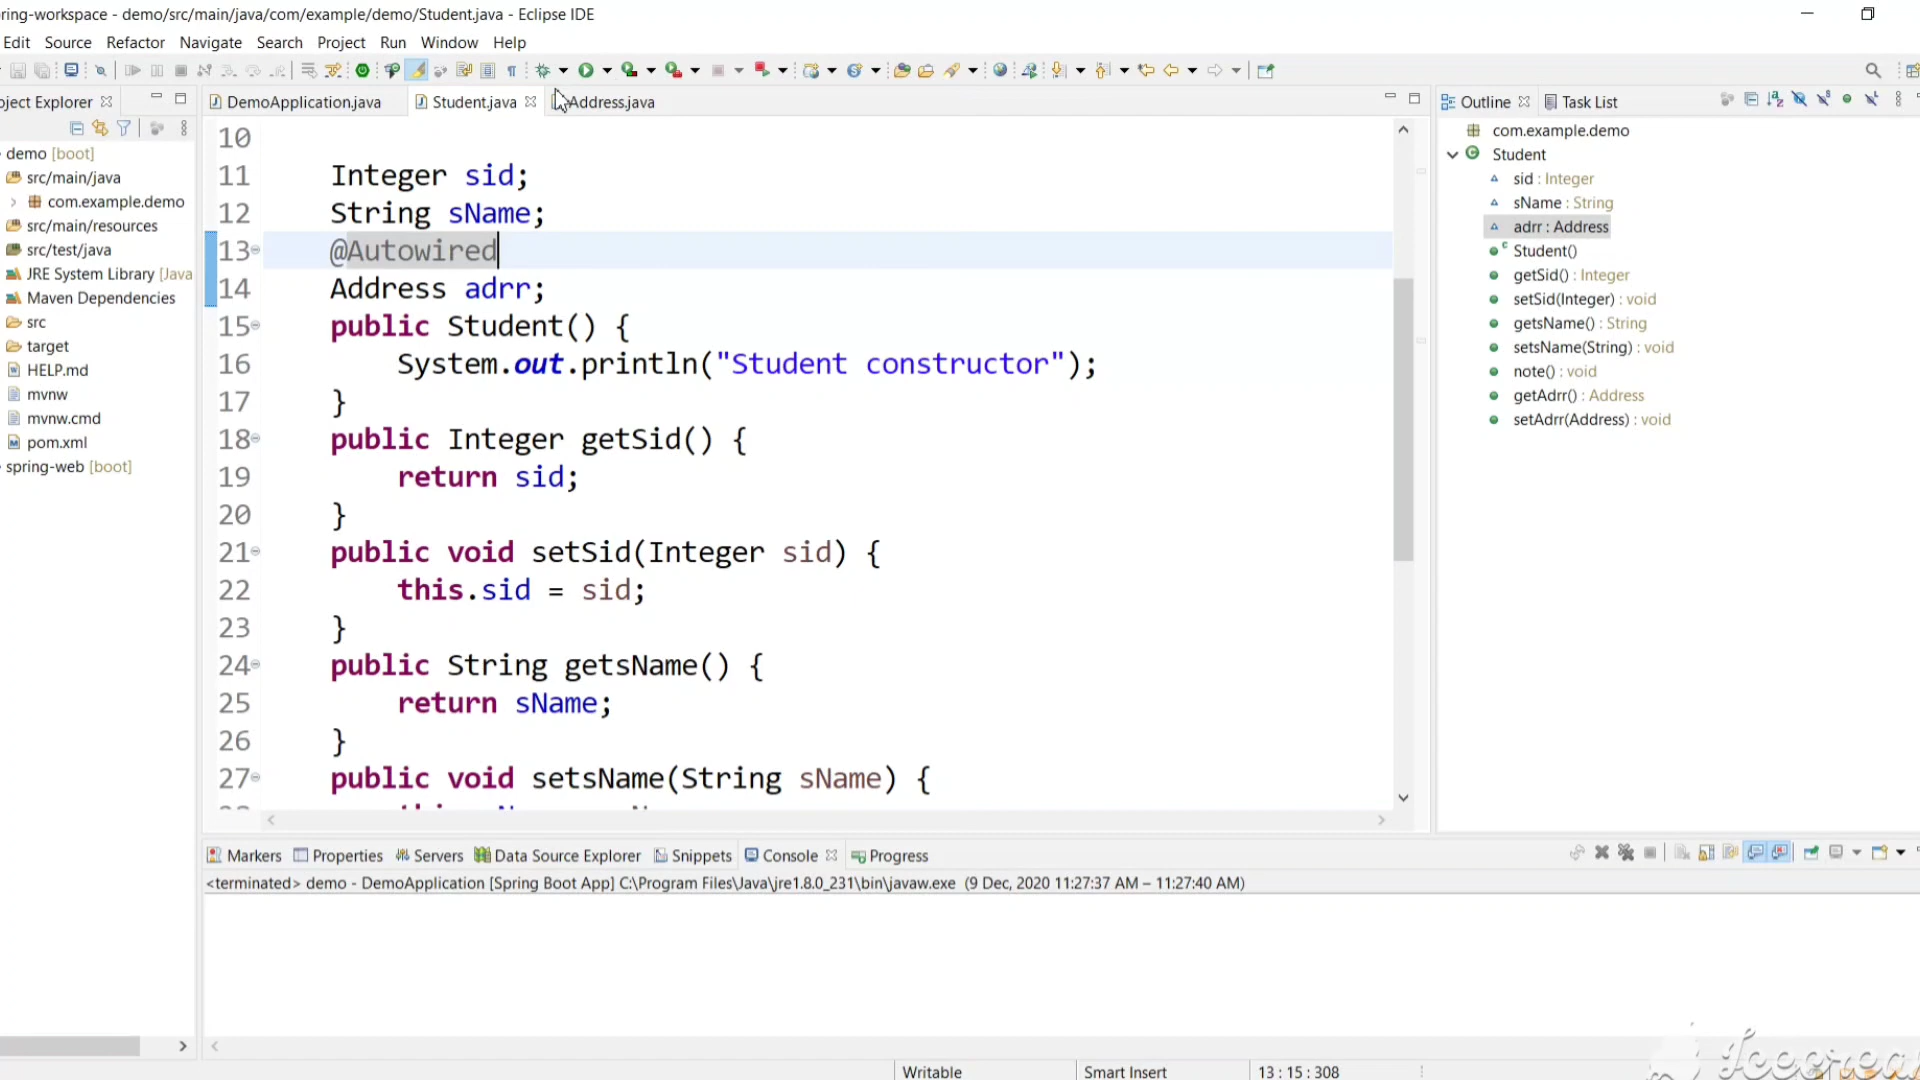 ring-workspace - demo/src/main/java/com/example/demo/Student.java - Eclipse IDE
Edit Source Refactor Navigate Search Project Run Window Help
oject Explorer
DemoApplication.java Student.java Address.java
Outline Task List
demo [boot]
src/main/java
com.example.demo
src/main/resources
src/test/java
JRE System Library [Java
Maven Dependencies
src
target
HELP.md
mvnw
mvnw.cmd
pom.xml
spring-web [boot]
10
11 Integer sid;
12 String sName;
13 @Autowired
14 Address adrr;
15 public Student() {
16 System.out.println("Student constructor");
17 }
18 public Integer getSid() {
19 return sid;
20 }
21 public void setSid(Integer sid) {
22 this.sid = sid;
23 }
24 public String getsName() {
25 return sName;
26 }
27 public void setsName(String sName) {
com.example.demo
Student
sid : Integer
sName : String
adrr : Address
Student()
getSid() : Integer
setSid(Integer) : void
getsName() : String
setsName(String) : void
note() : void
getAdrr() : Address
setAdrr(Address) : void
Markers Properties Servers Data Source Explorer Snippets Console Progress
<terminated> demo - DemoApplication [Spring Boot App] C:\Program Files\Java\jre1.8.0_231\bin\javaw.exe (9 Dec, 2020 11:27:37 AM – 11:27:40 AM)
Writable Smart Insert 13 : 15 : 308